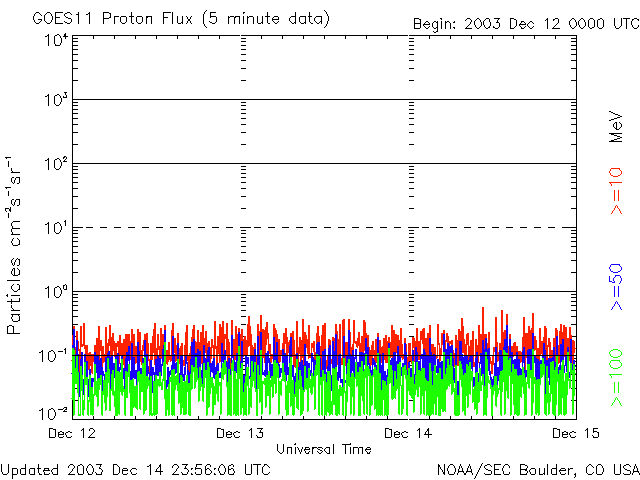 GOES11 Proton Flux (5 minute data)
Begin: 2003 Dec 12 0000 UTC
Particles cm⁻²s⁻¹sr⁻¹
10⁴
10³
10²
10¹
10⁰
10⁻¹
10⁻²
Dec 12
Dec 13
Dec 14
Dec 15
Universal Time
MeV
>=10
>=50
>=100
Updated 2003 Dec 14 23:56:06 UTC
NOAA/SEC Boulder, CO USA